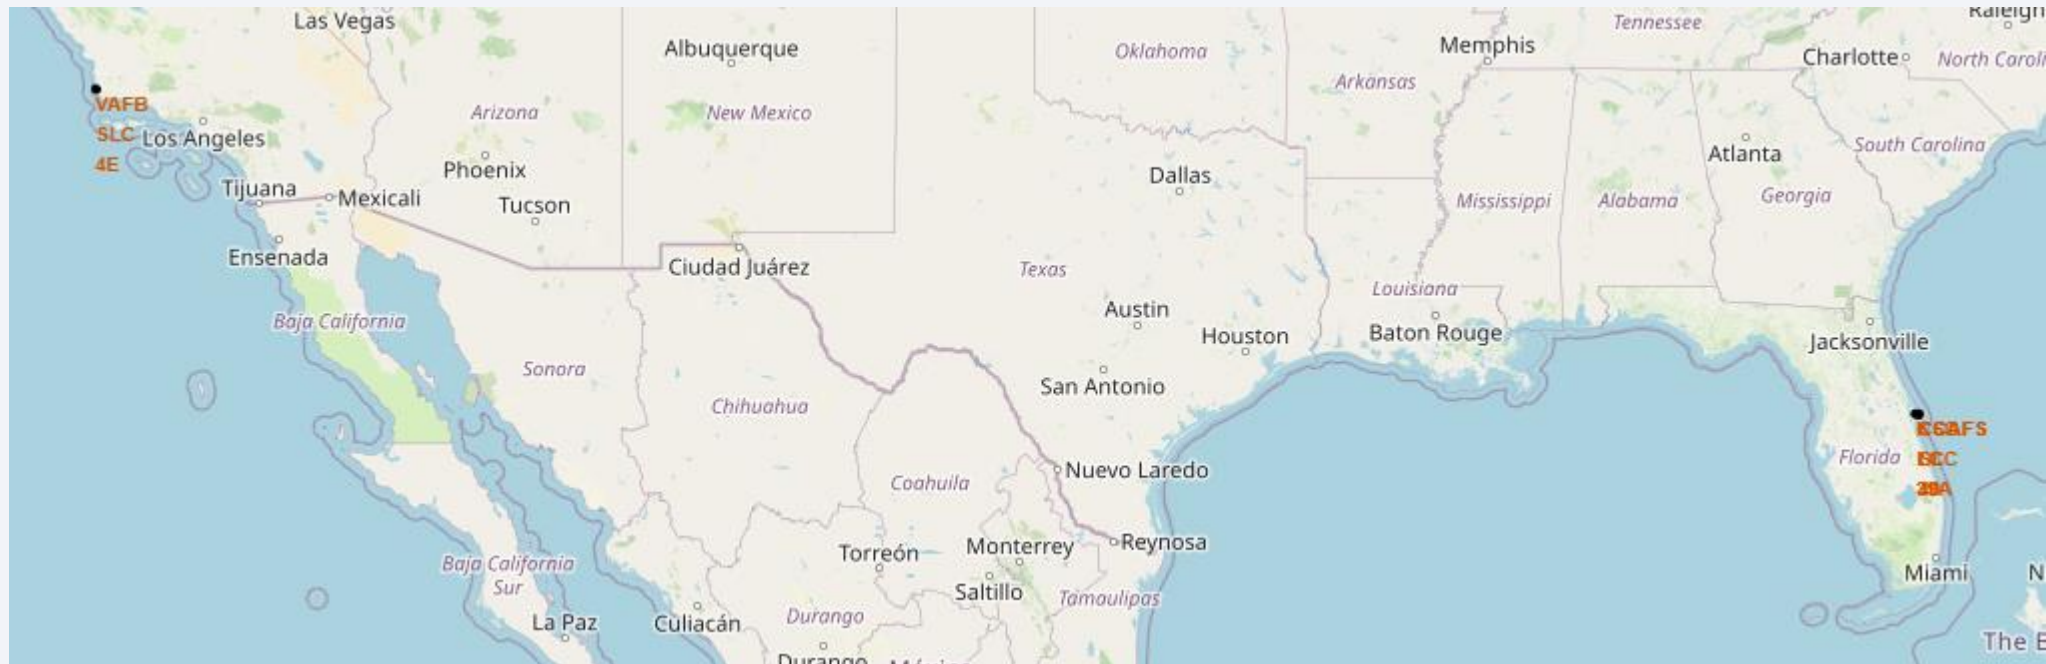 Las Vegas
Albuquerque
Oklahoma
Memphis
Tennessee
Charlotte
Arizona
New Mexico
Arkansas
VAFB
SLC
4E
Los Angeles
Phoenix
Dallas
Atlanta
South Carolina
Tijuana
Mexicali
Tucson
Mississippi
Alabama
Georgia
Ensenada
Ciudad Juárez
Texas
Louisiana
Baja California
Austin
Houston
Baton Rouge
Jacksonville
Sonora
San Antonio
Chihuahua
Florida
Nuevo Laredo
Coahuila
Torreón
Monterrey
Reynosa
Baja California
Sur
Saltillo
Tamaulipas
Miami
La Paz
Culiacán
Durango
The